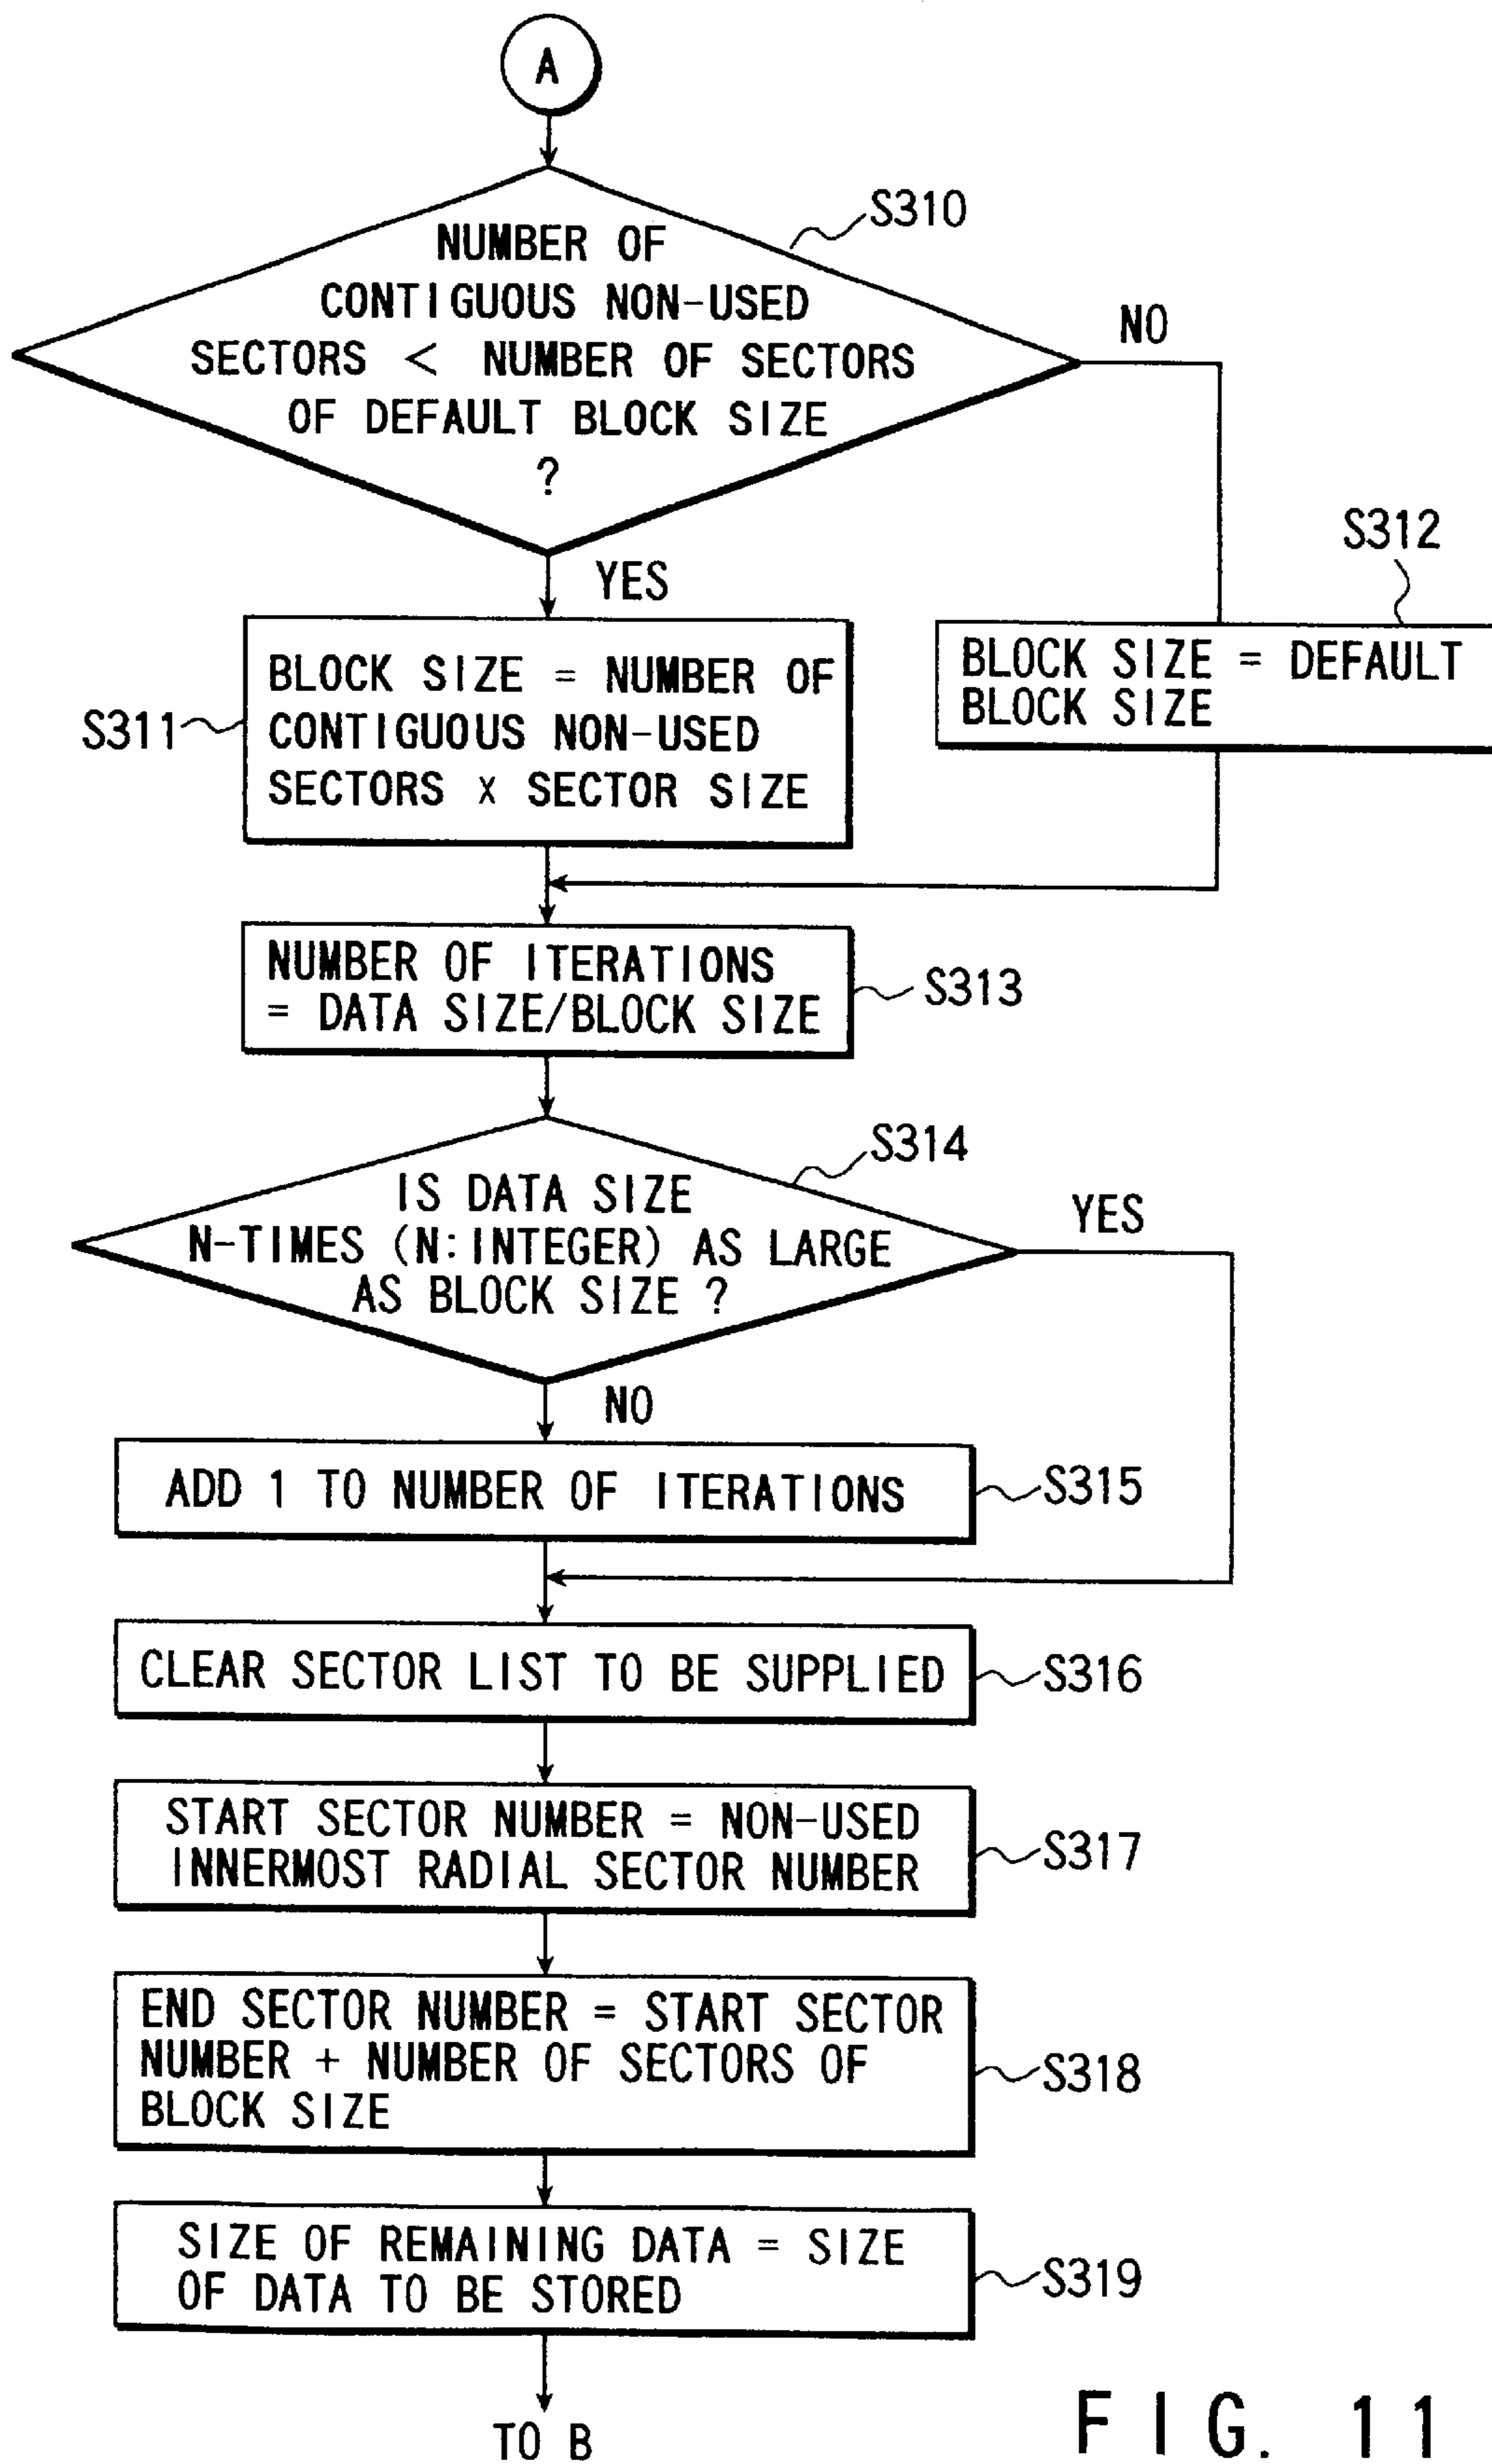 A
S310
NUMBER OF
CONTIGUOUS NON-USED
SECTORS < NUMBER OF SECTORS
OF DEFAULT BLOCK SIZE
?
NO
YES
S312
BLOCK SIZE = DEFAULT
BLOCK SIZE
S311
BLOCK SIZE = NUMBER OF
CONTIGUOUS NON-USED
SECTORS x SECTOR SIZE
NUMBER OF ITERATIONS
= DATA SIZE/BLOCK SIZE
S313
S314
IS DATA SIZE
N-TIMES (N:INTEGER) AS LARGE
AS BLOCK SIZE ?
YES
NO
ADD 1 TO NUMBER OF ITERATIONS
S315
CLEAR SECTOR LIST TO BE SUPPLIED
S316
START SECTOR NUMBER = NON-USED
INNERMOST RADIAL SECTOR NUMBER
S317
END SECTOR NUMBER = START SECTOR
NUMBER + NUMBER OF SECTORS OF
BLOCK SIZE
S318
SIZE OF REMAINING DATA = SIZE
OF DATA TO BE STORED
S319
TO B
FIG. 11